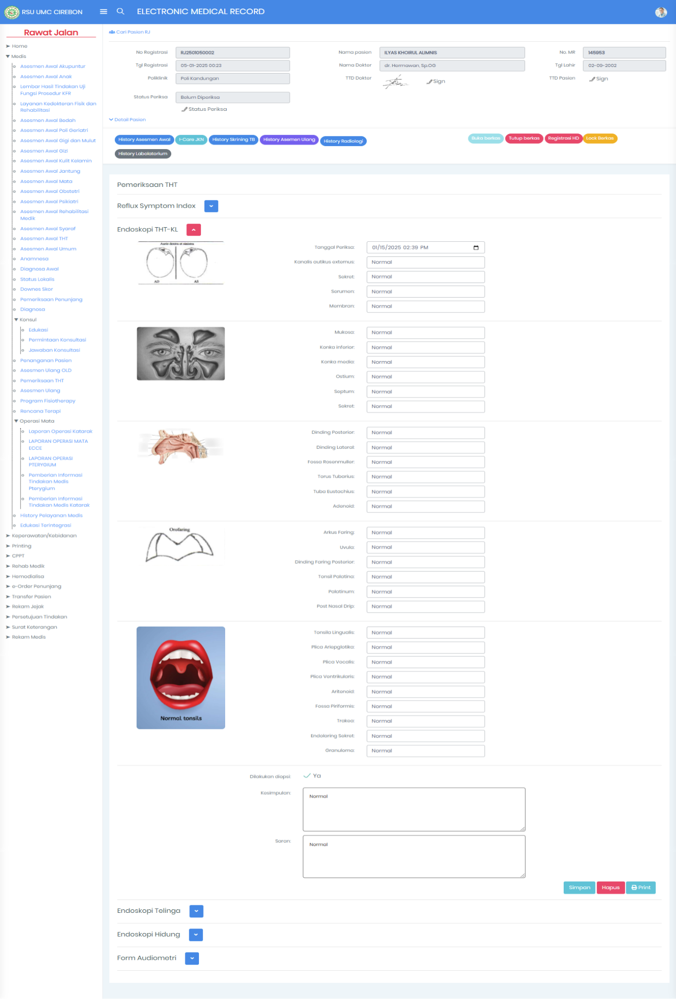 RSU UMC CIREBON
ELECTRONIC MEDICAL RECORD
Rawat Jalan
Home
Medis
Asesmen Awal Akupuntur
Asesmen Awal Anak
Lembar Hasil Tindakan Uji
Fungsi Prosedur KFR
Layanan Kedokteran Fisik dan
Rehabilitasi
Asesmen Awal Bedah
Asesmen Awal Poli Geriatri
Asesmen Awal Gigi dan Mulut
Asesmen Awal Gizi
Asesmen Awal Kulit Kelamin
Asesmen Awal Jantung
Asesmen Awal Mata
Asesmen Awal Obstetri
Asesmen Awal Psikiatri
Asesmen Awal Rehabilitasi
Medik
Asesmen Awal Syaraf
Asesmen Awal THT
Asesmen Awal Umum
Anamnesa
Diagnosa Awal
Status Lokalis
Downes Skor
Pemeriksaan Penunjang
Diagnosa
Konsul
Edukasi
Permintaan Konsultasi
Jawaban Konsultasi
Penanganan Pasien
Asesmen Ulang OLD
Pemeriksaan THT
Asesmen Ulang
Program Fisiotherapy
Rencana Terapi
Operasi Mata
Laporan Operasi Katarak
LAPORAN OPERASI MATA
ECCE
LAPORAN OPERASI
PTERYGIUM
Pemberian Informasi
Tindakan Medis
Pterygium
Pemberian Informasi
Tindakan Medis Katarak
History Pelayanan Medis
Edukasi Terintegrasi
Keperawatan/Kebidanan
Printing
CPPT
Rehab Medik
Hemodialisa
e-Order Penunjang
Transfer Pasien
Rekam Jejak
Persetujuan Tindakan
Surat Keterangan
Rekam Medis
Cari Pasien RJ
No Registrasi RJ2501050002 Nama pasien ILYAS KHOIRUL ALIMNIS No. MR 145953
Tgl Registrasi 05-01-2025 00:23 Nama Dokter dr. Hermawan, Sp.OG Tgl Lahir 02-09-2002
Poliklinik Poli Kandungan TTD Dokter Sign TTD Pasien Sign
Status Periksa Belum Diperiksa
Status Periksa
Detail Pasien
History Asesmen Awal I-Care JKN History Skrining TB History Asemen Ulang History Radiologi Buka berkas Tutup berkas Registrasi HD Lock Berkas
History Labolatorium
Pemeriksaan THT
Reflux Symptom Index
Endoskopi THT-KL
Auris dextra et sinistra
AD AS
Tanggal Periksa: 01/15/2025 02:39 PM
Kanalis autikus externus: Normal
Sekret: Normal
Serumen: Normal
Membran: Normal
Mukosa: Normal
Konka inferior: Normal
Konka media: Normal
Ostium: Normal
Septum: Normal
Sekret: Normal
Dinding Posterior: Normal
Dinding Lateral: Normal
Fossa Rosenmuller: Normal
Torus Tubarius: Normal
Tuba Eustachius: Normal
Adenoid: Normal
Orofaring
Arkus Faring: Normal
Uvula: Normal
Dinding Faring Posterior: Normal
Tonsil Palatina: Normal
Palatinum: Normal
Post Nasal Drip: Normal
Normal tonsils
Tonsila Lingualis: Normal
Plica Ariepglotika: Normal
Plica Vocalis: Normal
Plica Ventrikularis: Normal
Aritenoid: Normal
Fossa Piriformis: Normal
Trakea: Normal
Endolaring Sekret: Normal
Granuloma: Normal
Dilakukan diopsi: Ya
Kesimpulan: Normal
Saran: Normal
Simpan Hapus Print
Endoskopi Telinga
Endoskopi Hidung
Form Audiometri